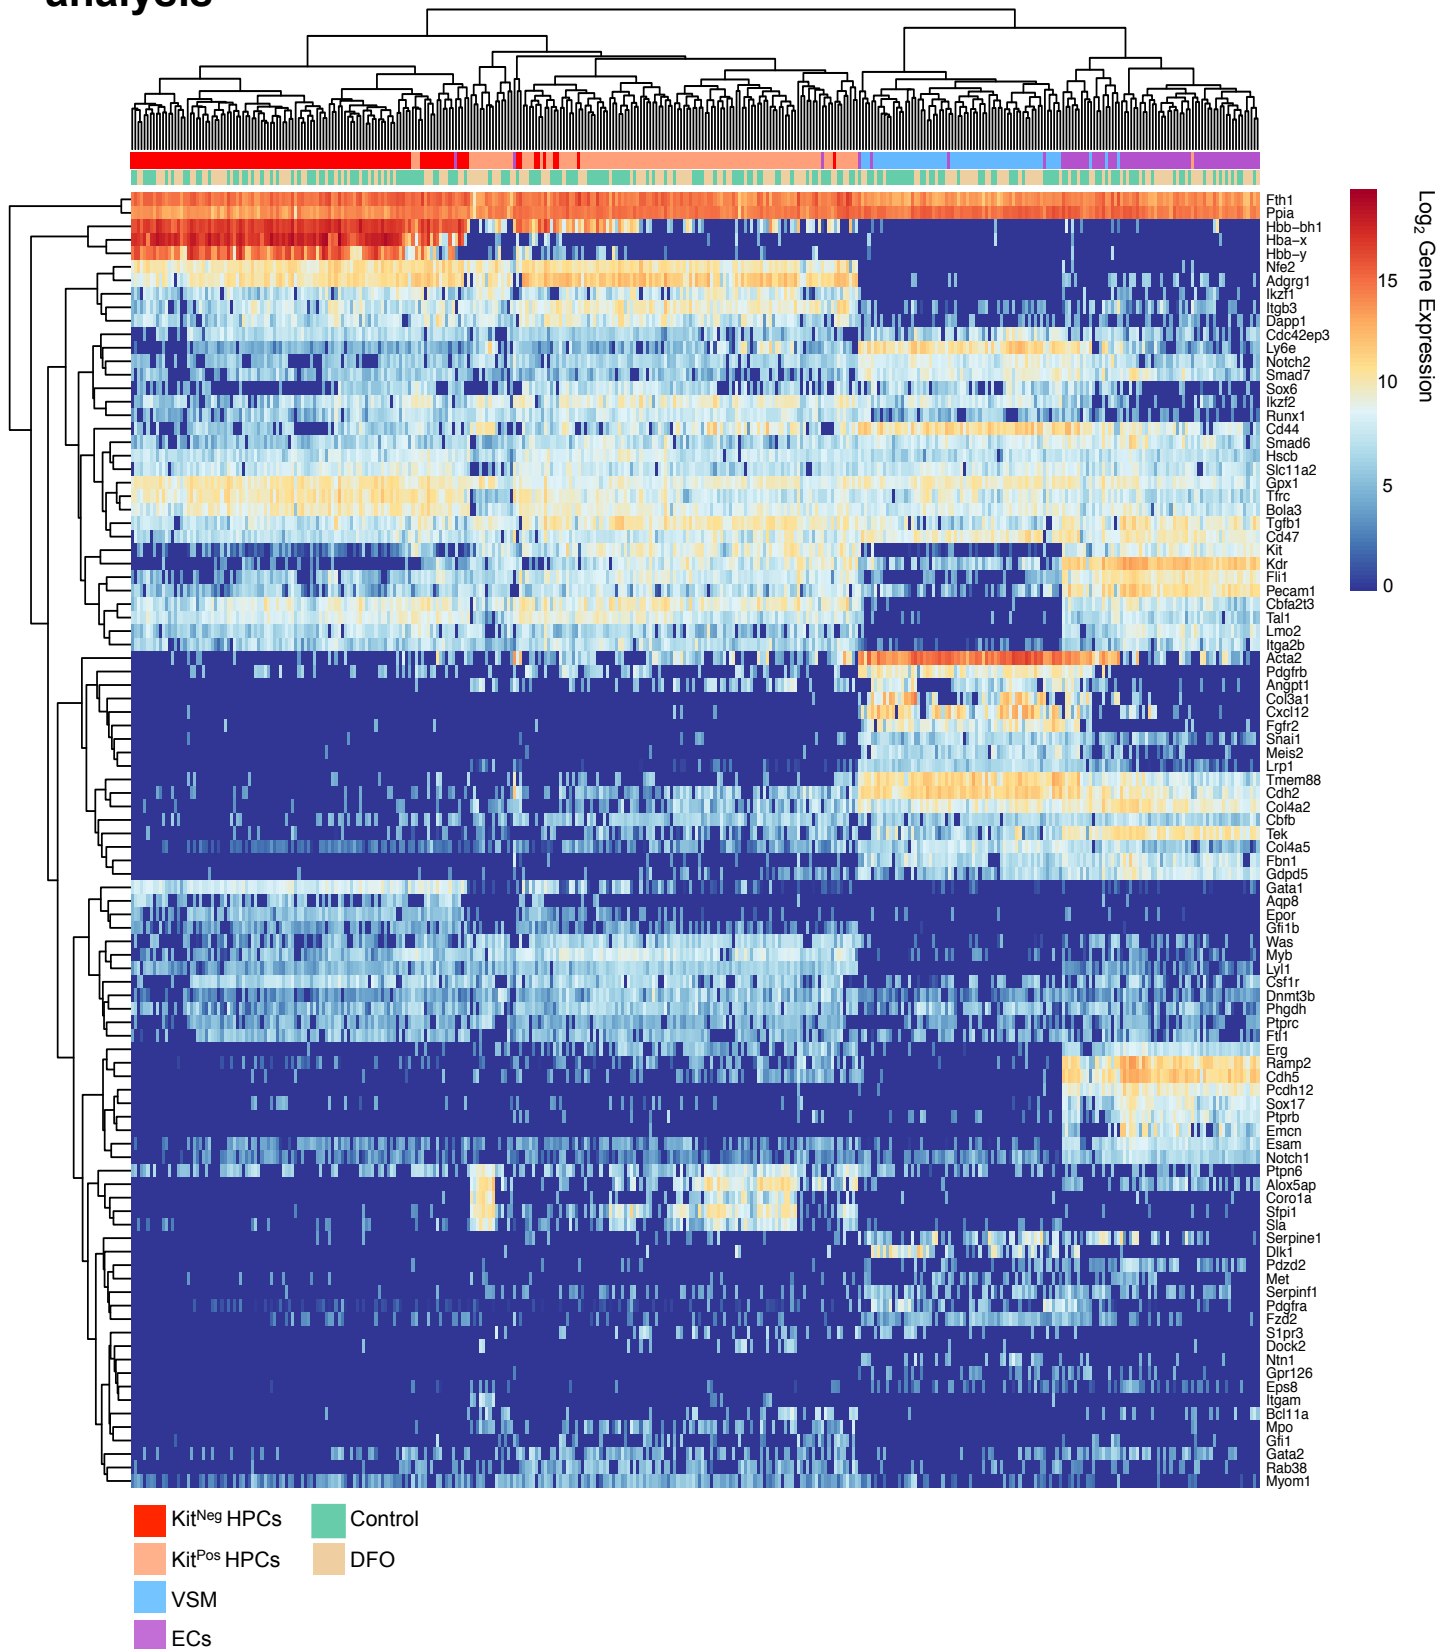 analysis
Fth1
Ppia
Hbb−bh1
Hba−x
Hbb−y
Nfe2
Adgrg1
Ikzf1
Itgb3
Dapp1
Cdc42ep3
Ly6e
Notch2
Smad7
Sox6
Ikzf2
Runx1
Cd44
Smad6
Hscb
Slc11a2
Gpx1
Tfrc
Bola3
Tgfb1
Cd47
Kit
Kdr
Fli1
Pecam1
Cbfa2t3
Tal1
Lmo2
Itga2b
Acta2
Pdgfrb
Angpt1
Col3a1
Cxcl12
Fgfr2
Snai1
Meis2
Lrp1
Tmem88
Cdh2
Col4a2
Cbfb
Tek
Col4a5
Fbn1
Gdpd5
Gata1
Aqp8
Epor
Gfi1b
Was
Myb
Lyl1
Csf1r
Dnmt3b
Phgdh
Ptprc
Ftl1
Erg
Ramp2
Cdh5
Pcdh12
Sox17
Ptprb
Emcn
Esam
Notch1
Ptpn6
Alox5ap
Coro1a
Sfpi1
Sla
Serpine1
Dlk1
Pdzd2
Met
Serpinf1
Pdgfra
Fzd2
S1pr3
Dock2
Ntn1
Gpr126
Eps8
Itgam
Bcl11a
Mpo
Gfi1
Gata2
Rab38
Myom1
15
10
5
0
Log2 Gene Expression
KitNeg HPCs
KitPos HPCs
VSM
ECs
Control
DFO